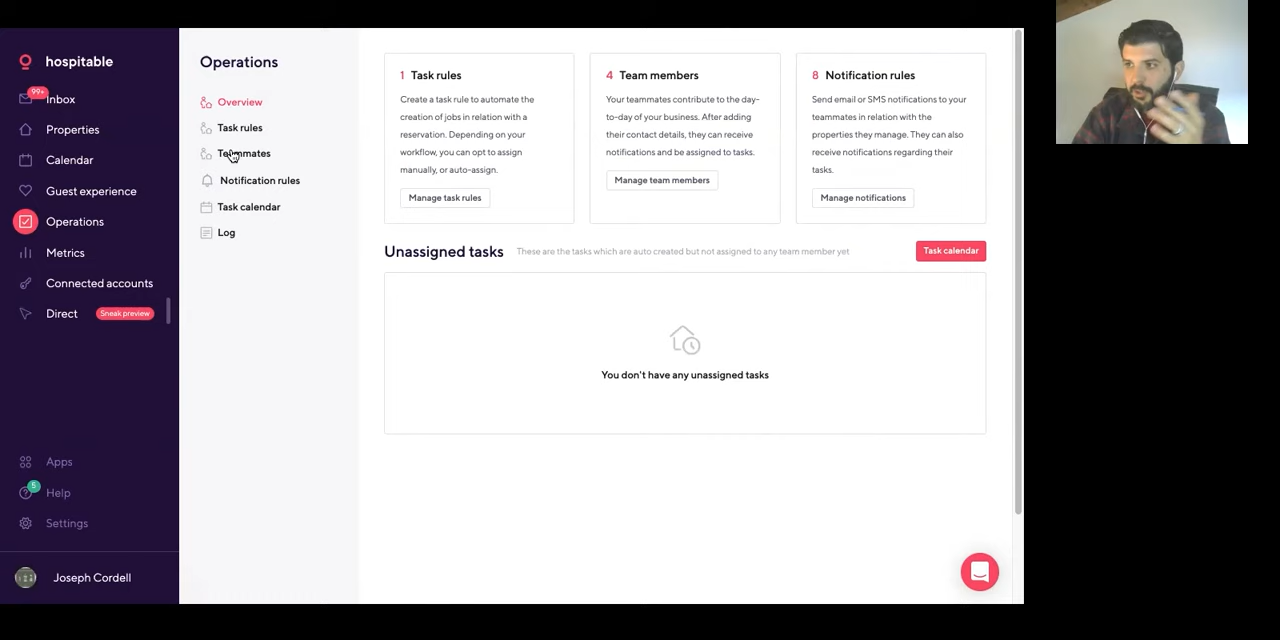 hospitable
99+
Inbox
Properties
Calendar
Guest experience
Operations
Metrics
Connected accounts
Direct
Sneak preview
Apps
5
Help
Settings
Joseph Cordell
Operations
Overview
Task rules
Teammates
Notification rules
Task calendar
Log
1 Task rules
Create a task rule to automate the
creation of jobs in relation with a
reservation. Depending on your
workflow, you can opt to assign
manually, or auto-assign.
Manage task rules
4 Team members
Your teammates contribute to the day-
to-day of your business. After adding
their contact details, they can receive
notifications and be assigned to tasks.
Manage team members
8 Notification rules
Send email or SMS notifications to your
teammates in relation with the
properties they manage. They can also
receive notifications regarding their
tasks.
Manage notifications
Unassigned tasks
These are the tasks which are auto created but not assigned to any team member yet
Task calendar
You don't have any unassigned tasks